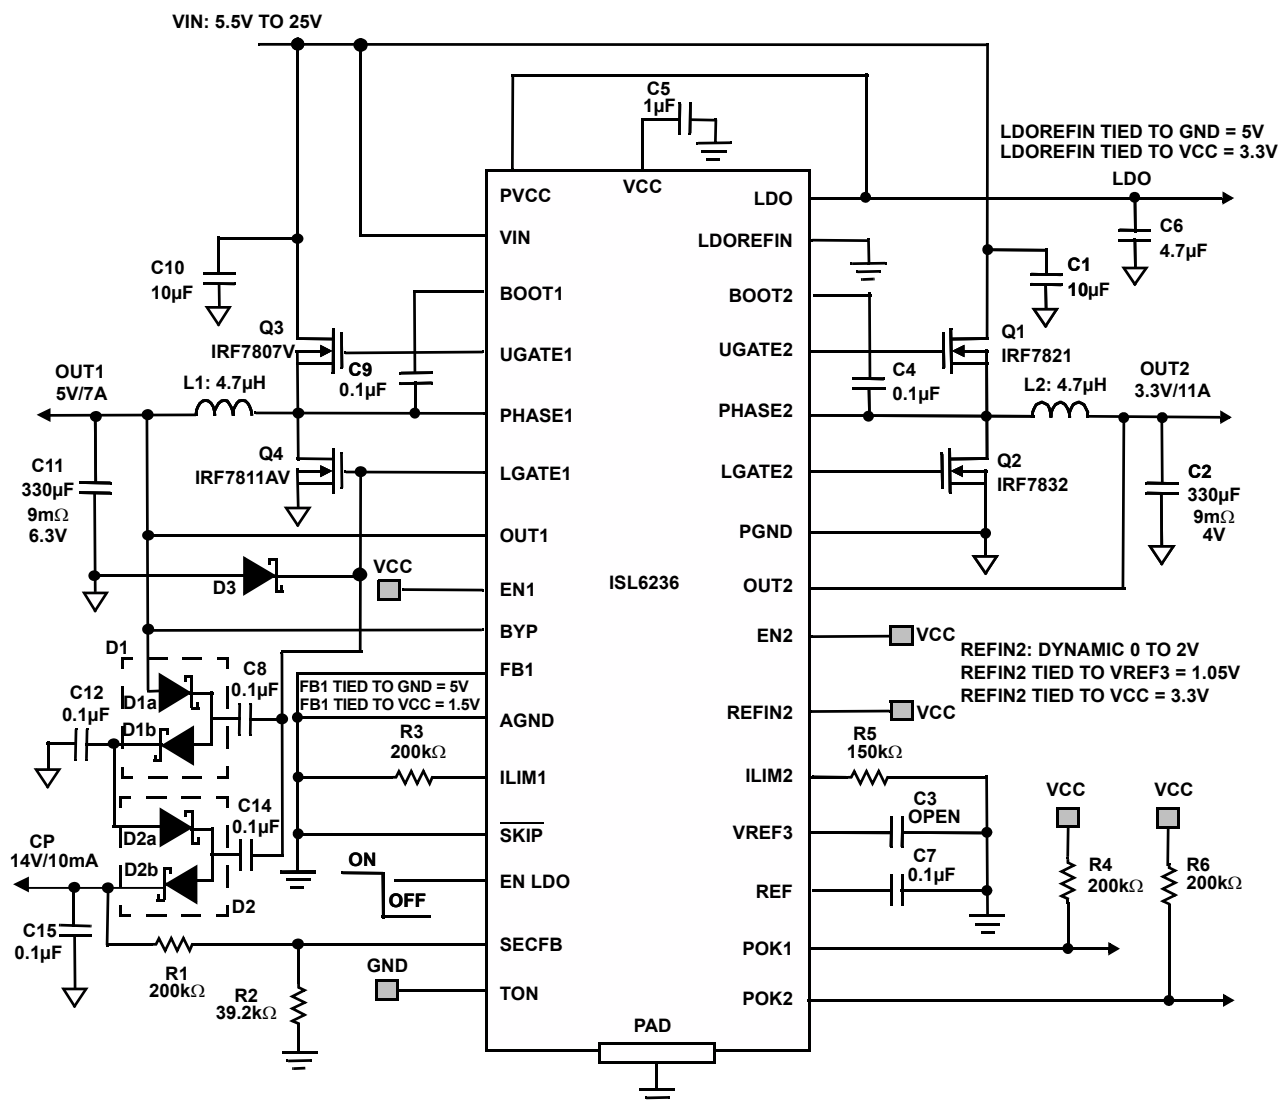 VIN: 5.5V TO 25V
C5
1µF
LDOREFIN TIED TO GND = 5V
LDOREFIN TIED TO VCC = 3.3V
PVCC
VCC
LDO
LDO
VIN
LDOREFIN
C6
4.7µF
C10
10µF
BOOT1
BOOT2
C1
10µF
Q3
IRF7807V
UGATE1
UGATE2
Q1
IRF7821
OUT1
5V/7A
L1: 4.7µH
C9
0.1µF
C4
0.1µF
L2: 4.7µH
OUT2
3.3V/11A
PHASE1
PHASE2
Q4
IRF7811AV
LGATE1
LGATE2
Q2
IRF7832
C11
330µF
9mΩ
6.3V
C2
330µF
9mΩ
4V
OUT1
PGND
D3
VCC
EN1
ISL6236
OUT2
BYP
EN2
VCC
REFIN2: DYNAMIC 0 TO 2V
REFIN2 TIED TO VREF3 = 1.05V
REFIN2 TIED TO VCC = 3.3V
D1
C8
0.1µF
FB1
FB1 TIED TO GND = 5V
FB1 TIED TO VCC = 1.5V
C12
0.1µF
D1a
D1b
AGND
REFIN2
VCC
R3
200kΩ
R5
150kΩ
ILIM1
ILIM2
C14
0.1µF
D2a
D2b
D2
SKIP
VREF3
C3
OPEN
VCC
VCC
CP
14V/10mA
ON
OFF
EN LDO
REF
C7
0.1µF
R4
200kΩ
R6
200kΩ
C15
0.1µF
SECFB
POK1
R1
200kΩ
R2
39.2kΩ
GND
TON
POK2
PAD